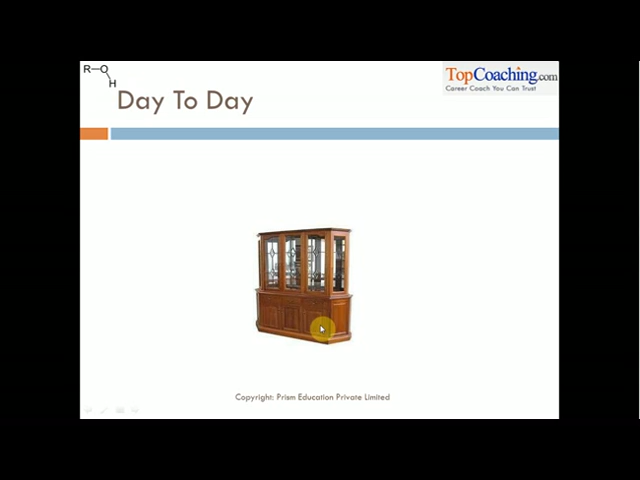 R—O
H
Day To Day
TopCoaching.com
Career Coach You Can Trust
Copyright: Prism Education Private Limited